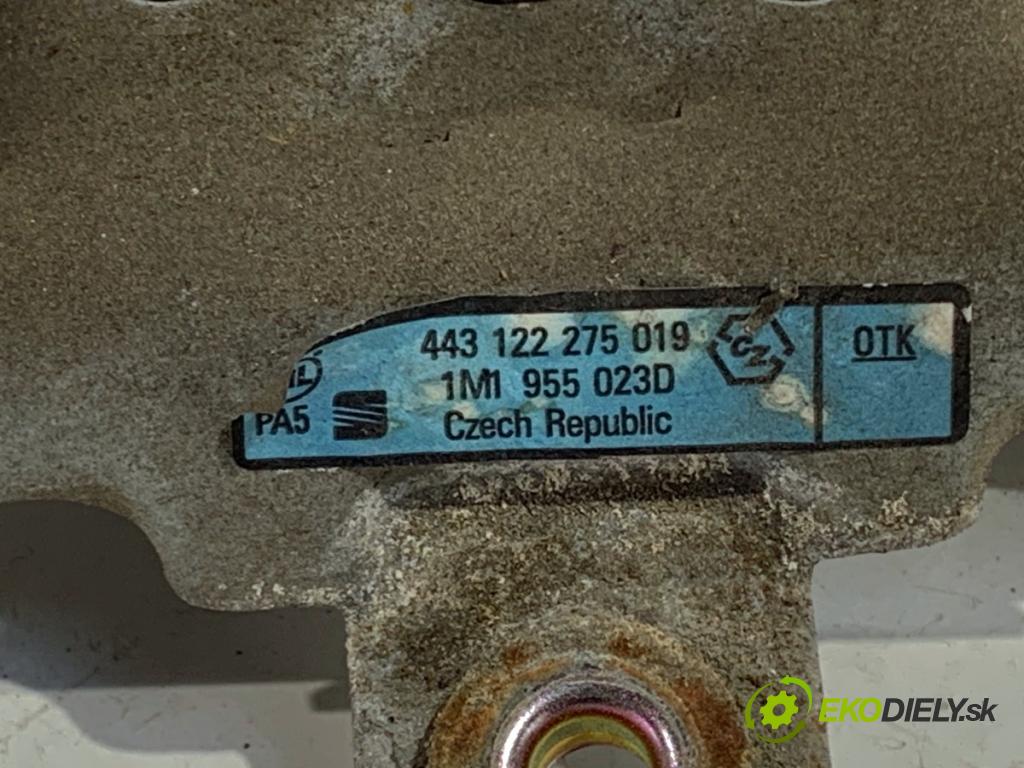 443 122 275 019
CZ
OTK
1M1 955 023D
PA5
Czech Republic
EKODIELY.sk